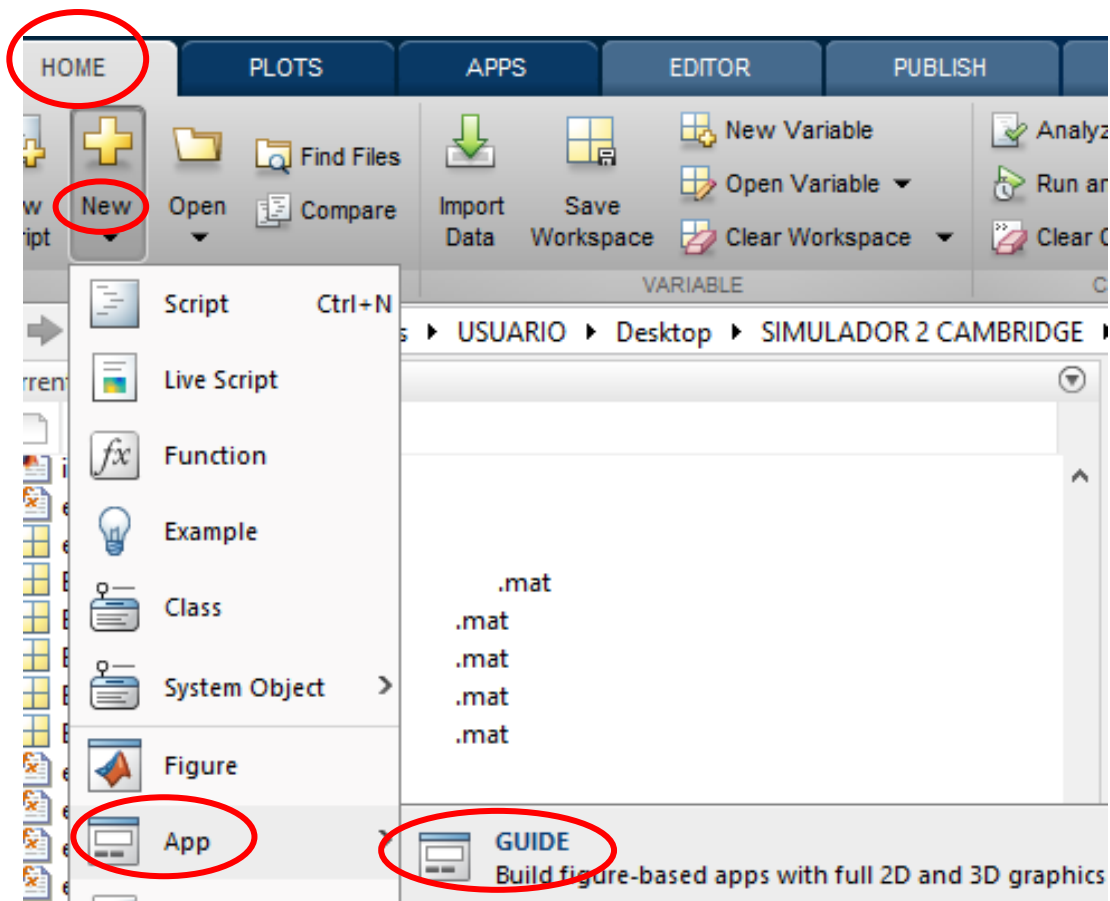 HOME PLOTS APPS EDITOR PUBLISH
New Open Find Files Compare
Import Data Save Workspace
New Variable
Open Variable
Clear Workspace
Run
Clear
VARIABLE
USUARIO Desktop SIMULADOR 2 CAMBRIDGE
Script Ctrl+N
Live Script
Function
Example
Class
System Object
Figure
App
.mat
.mat
.mat
.mat
.mat
GUIDE
Build figure-based apps with full 2D and 3D graphics